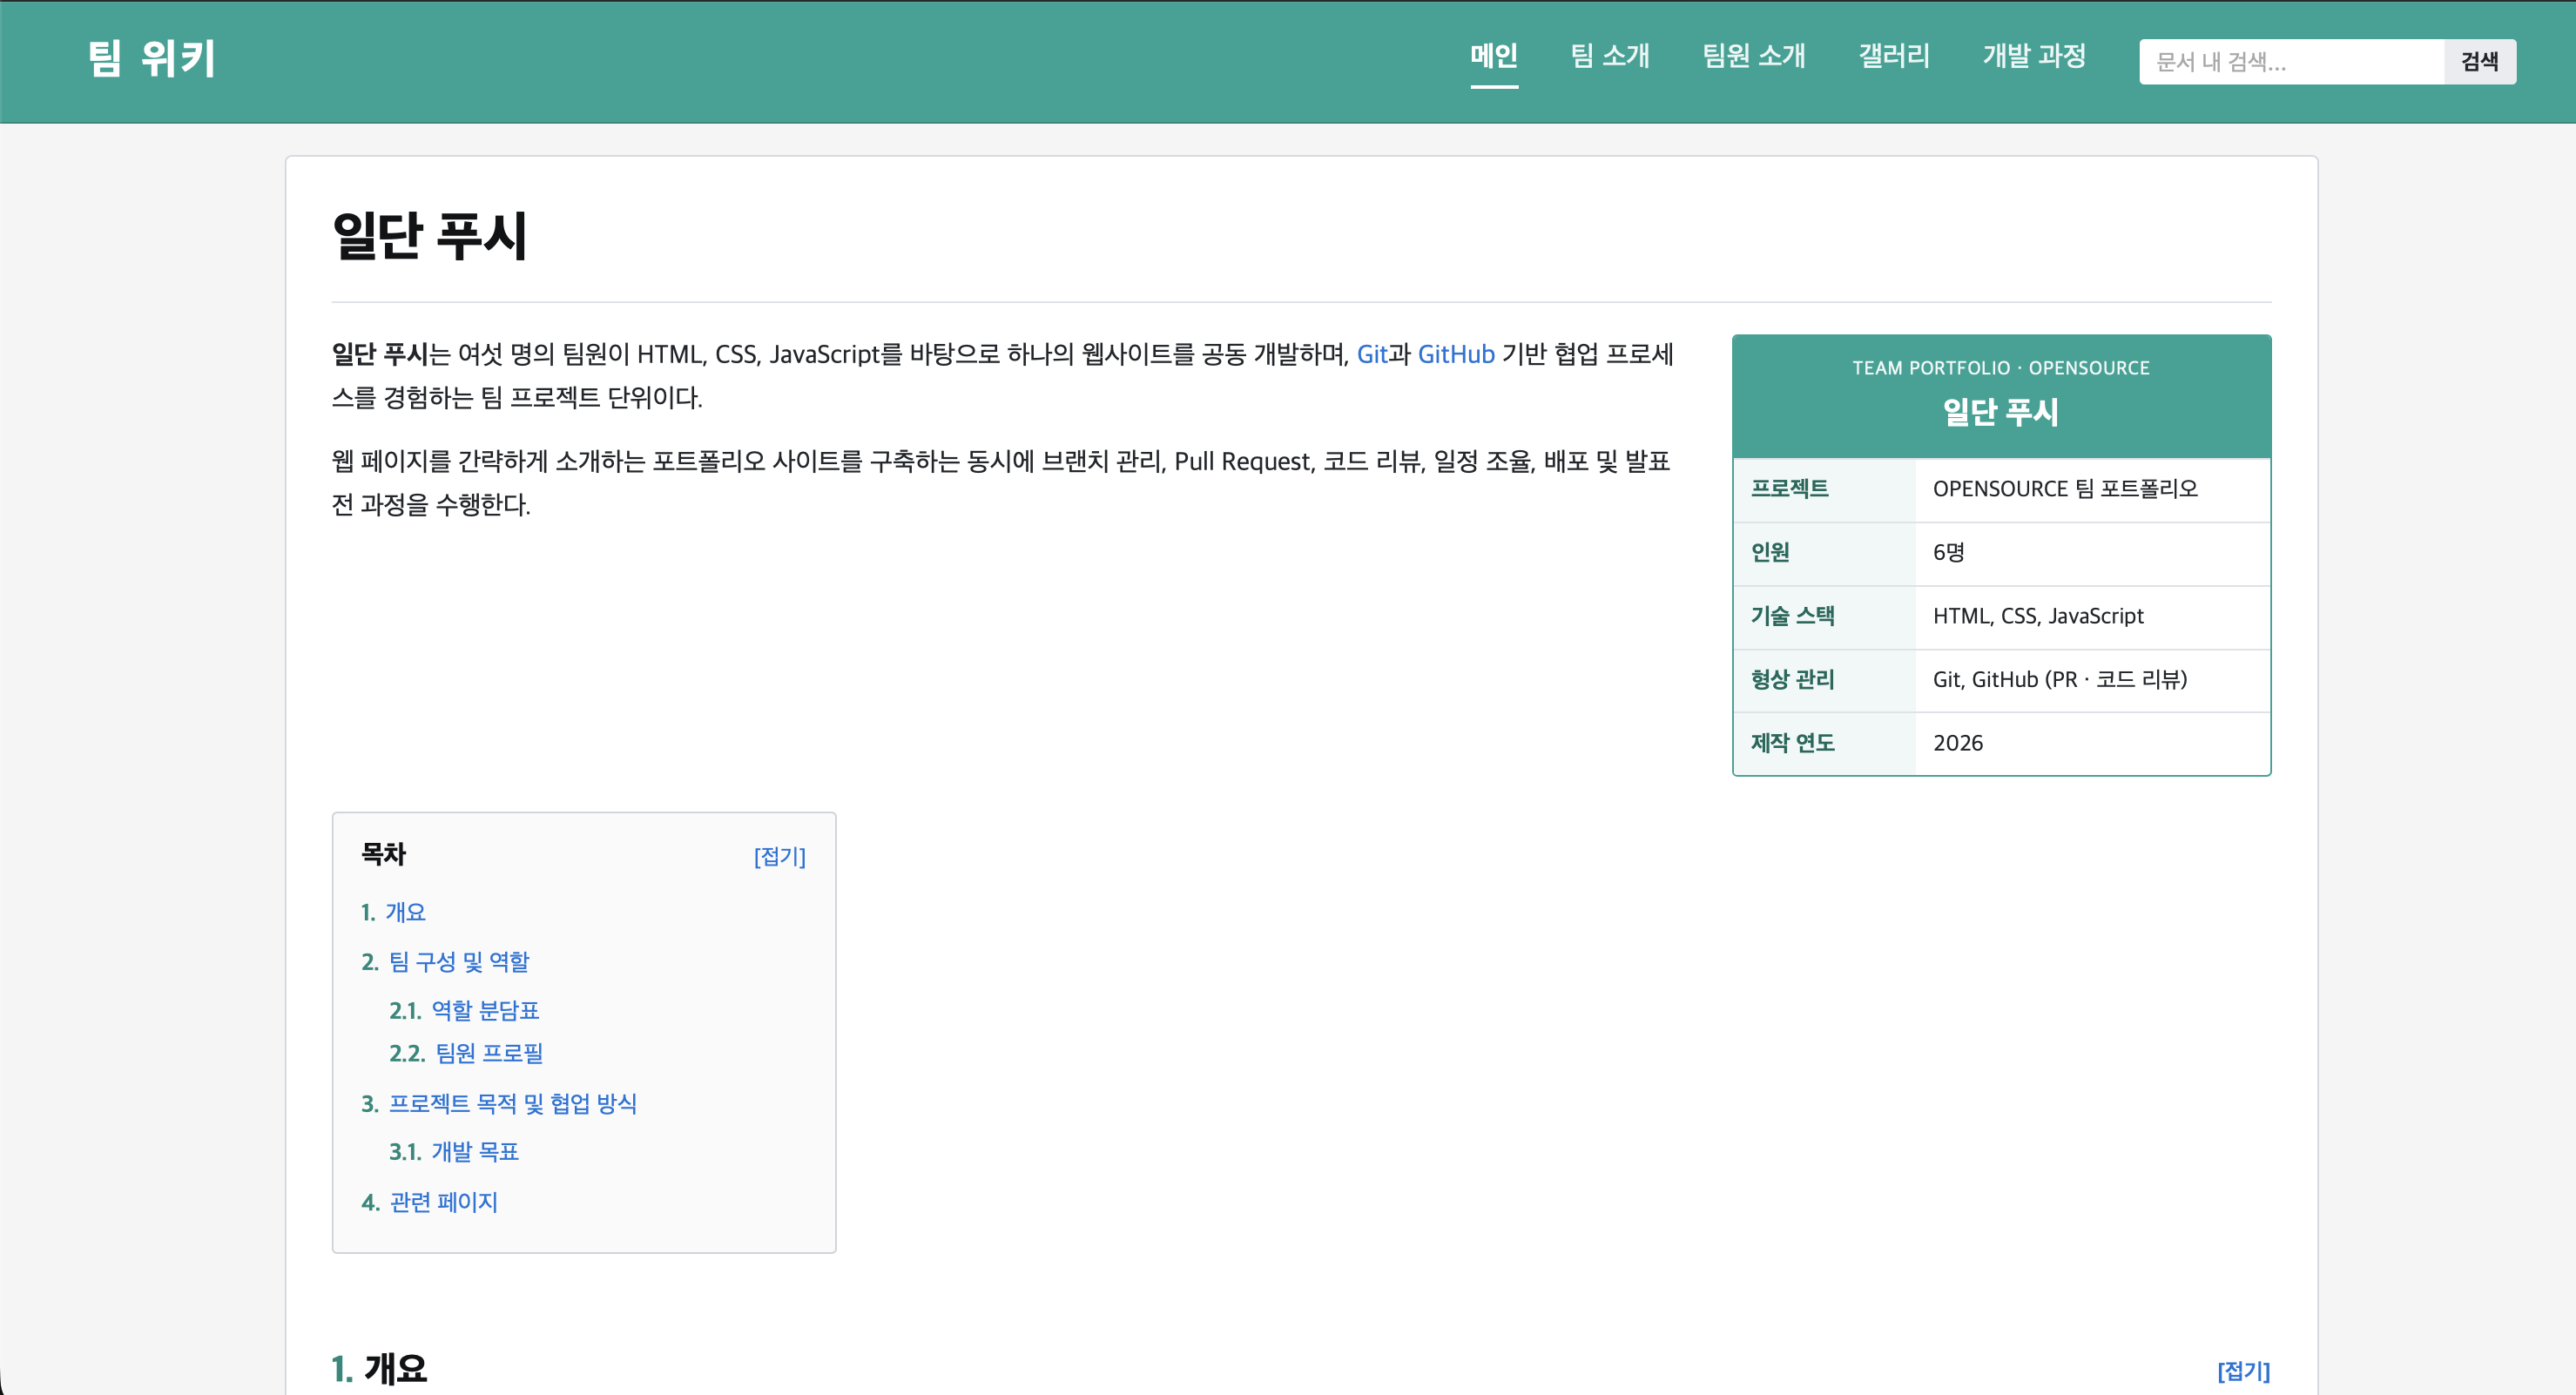 팀 위키
메인
팀 소개
팀원 소개
갤러리
개발 과정
문서 내 검색...
검색
일단 푸시
일단 푸시는 여섯 명의 팀원이 HTML, CSS, JavaScript를 바탕으로 하나의 웹사이트를 공동 개발하며, Git과 GitHub 기반 협업 프로세
스를 경험하는 팀 프로젝트 단위이다.
웹 페이지를 간략하게 소개하는 포트폴리오 사이트를 구축하는 동시에 브랜치 관리, Pull Request, 코드 리뷰, 일정 조율, 배포 및 발표
전 과정을 수행한다.
TEAM PORTFOLIO · OPENSOURCE
일단 푸시
프로젝트 OPENSOURCE 팀 포트폴리오
인원 6명
기술 스택 HTML, CSS, JavaScript
형상 관리 Git, GitHub (PR · 코드 리뷰)
제작 연도 2026
목차 [접기]
1. 개요
2. 팀 구성 및 역할
2.1. 역할 분담표
2.2. 팀원 프로필
3. 프로젝트 목적 및 협업 방식
3.1. 개발 목표
4. 관련 페이지
1. 개요 [접기]